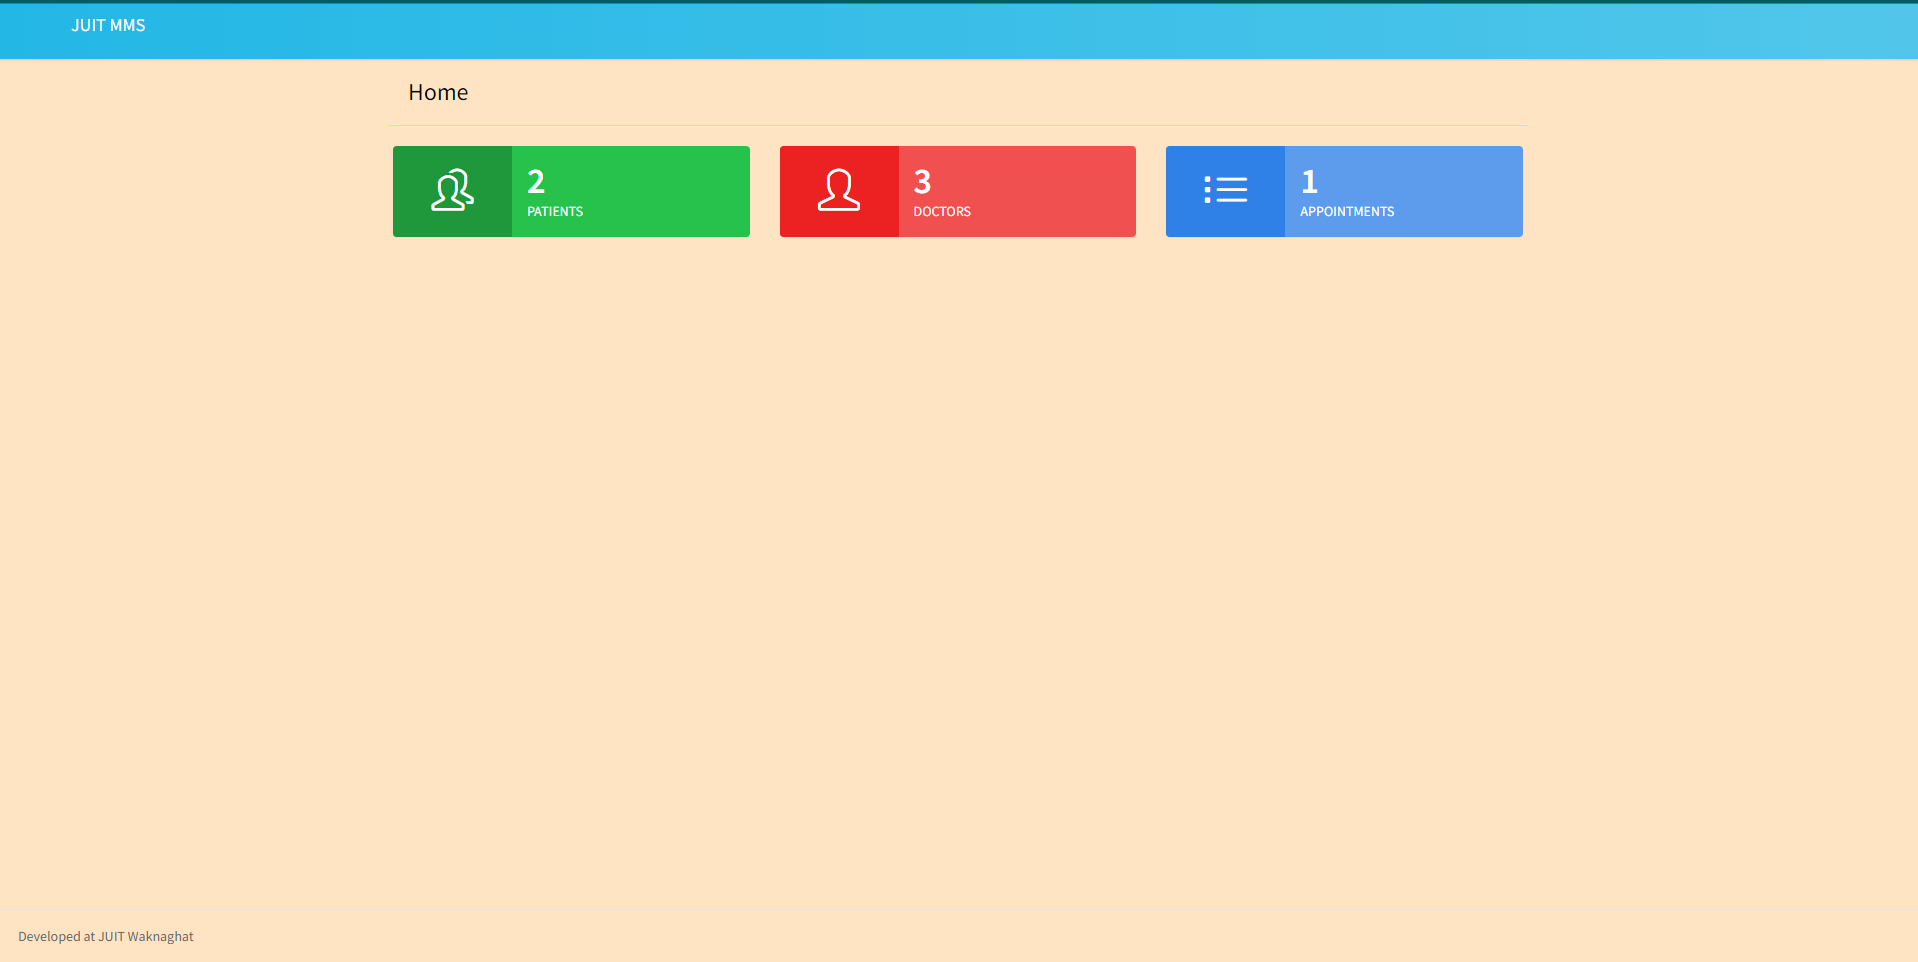 JUIT MMS
Home
2
PATIENTS
3
DOCTORS
1
APPOINTMENTS
Developed at JUIT Waknaghat